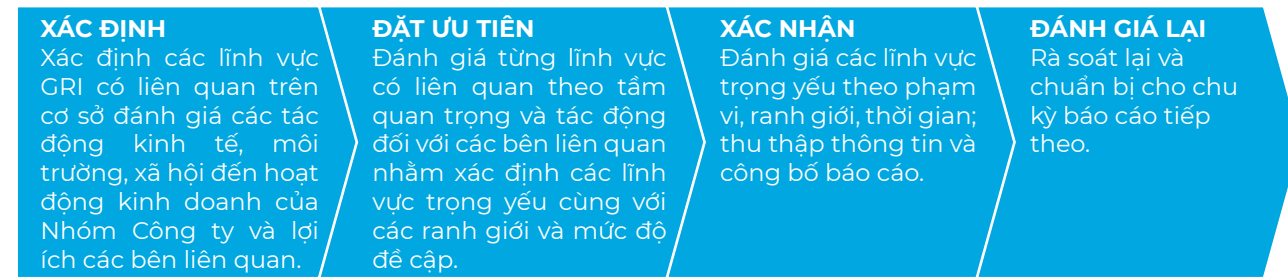 XÁC ĐỊNH
Xác định các lĩnh vực
GRI có liên quan trên
cơ sở đánh giá các tác
động kinh tế, môi
trường, xã hội đến hoạt
động kinh doanh của
Nhóm Công ty và lợi
ích các bên liên quan.
ĐẶT ƯU TIÊN
Đánh giá từng lĩnh vực
có liên quan theo tầm
quan trọng và tác động
đối với các bên liên quan
nhằm xác định các lĩnh
vực trọng yếu cùng với
các ranh giới và mức độ
đề cập.
XÁC NHẬN
Đánh giá các lĩnh vực
trọng yếu theo phạm
vi, ranh giới, thời gian;
thu thập thông tin và
công bố báo cáo.
ĐÁNH GIÁ LẠI
Rà soát lại và
chuẩn bị cho chu
kỳ báo cáo tiếp
theo.